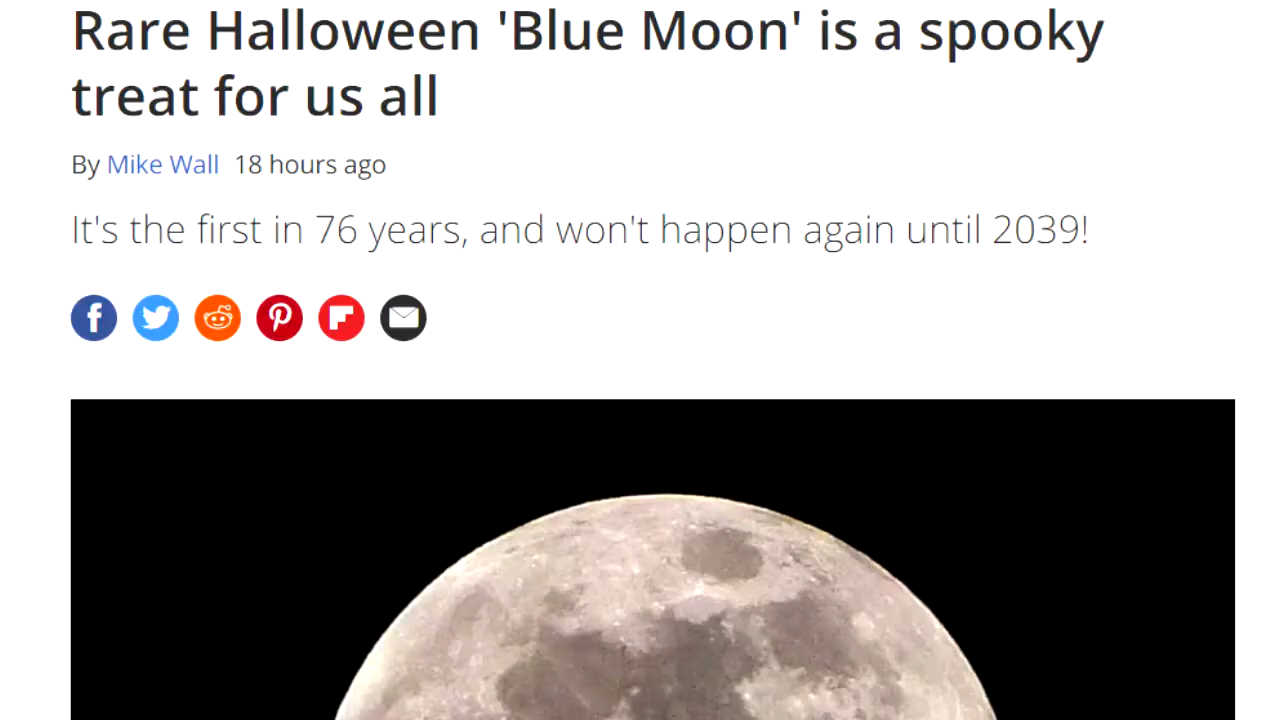 Rare Halloween 'Blue Moon' is a spooky
treat for us all
By Mike Wall 18 hours ago
It's the first in 76 years, and won't happen again until 2039!